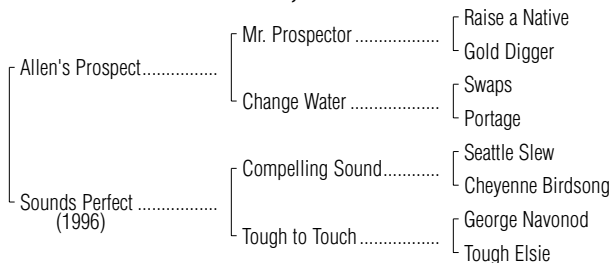 Raise a Native
Mr. Prospector ..................
Gold Digger
Allen's Prospect................
Swaps
Change Water ...................
Portage
Seattle Slew
Compelling Sound............
Cheyenne Birdsong
Sounds Perfect .................
(1996)
George Navonod
Tough to Touch .................
Tough Elsie